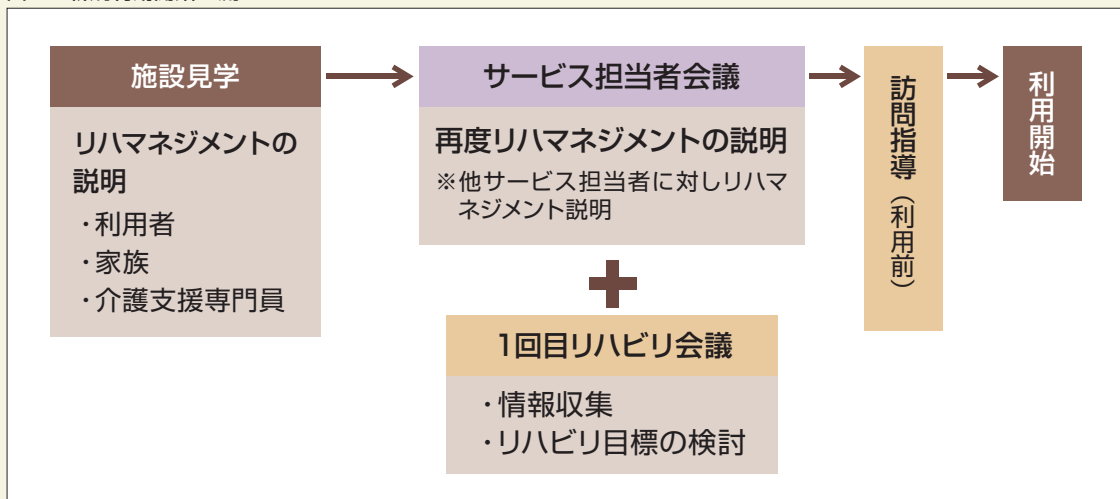 施設見学
リハマネジメントの
説明
・利用者
・家族
・介護支援専門員
サービス担当者会議
再度リハマネジメントの説明
※他サービス担当者に対しリハマ
ネジメント説明
1回目リハビリ会議
・情報収集
・リハビリ目標の検討
訪問指導（利用前）
利用開始